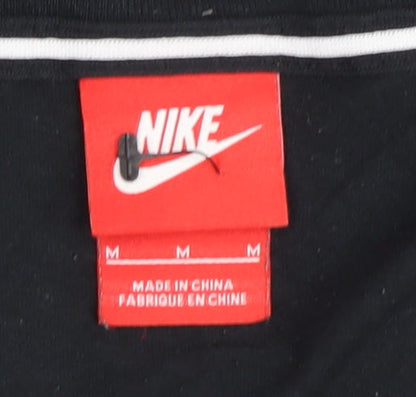 NIKE
M M M
MADE IN CHINA
FABRIQUE EN CHINE